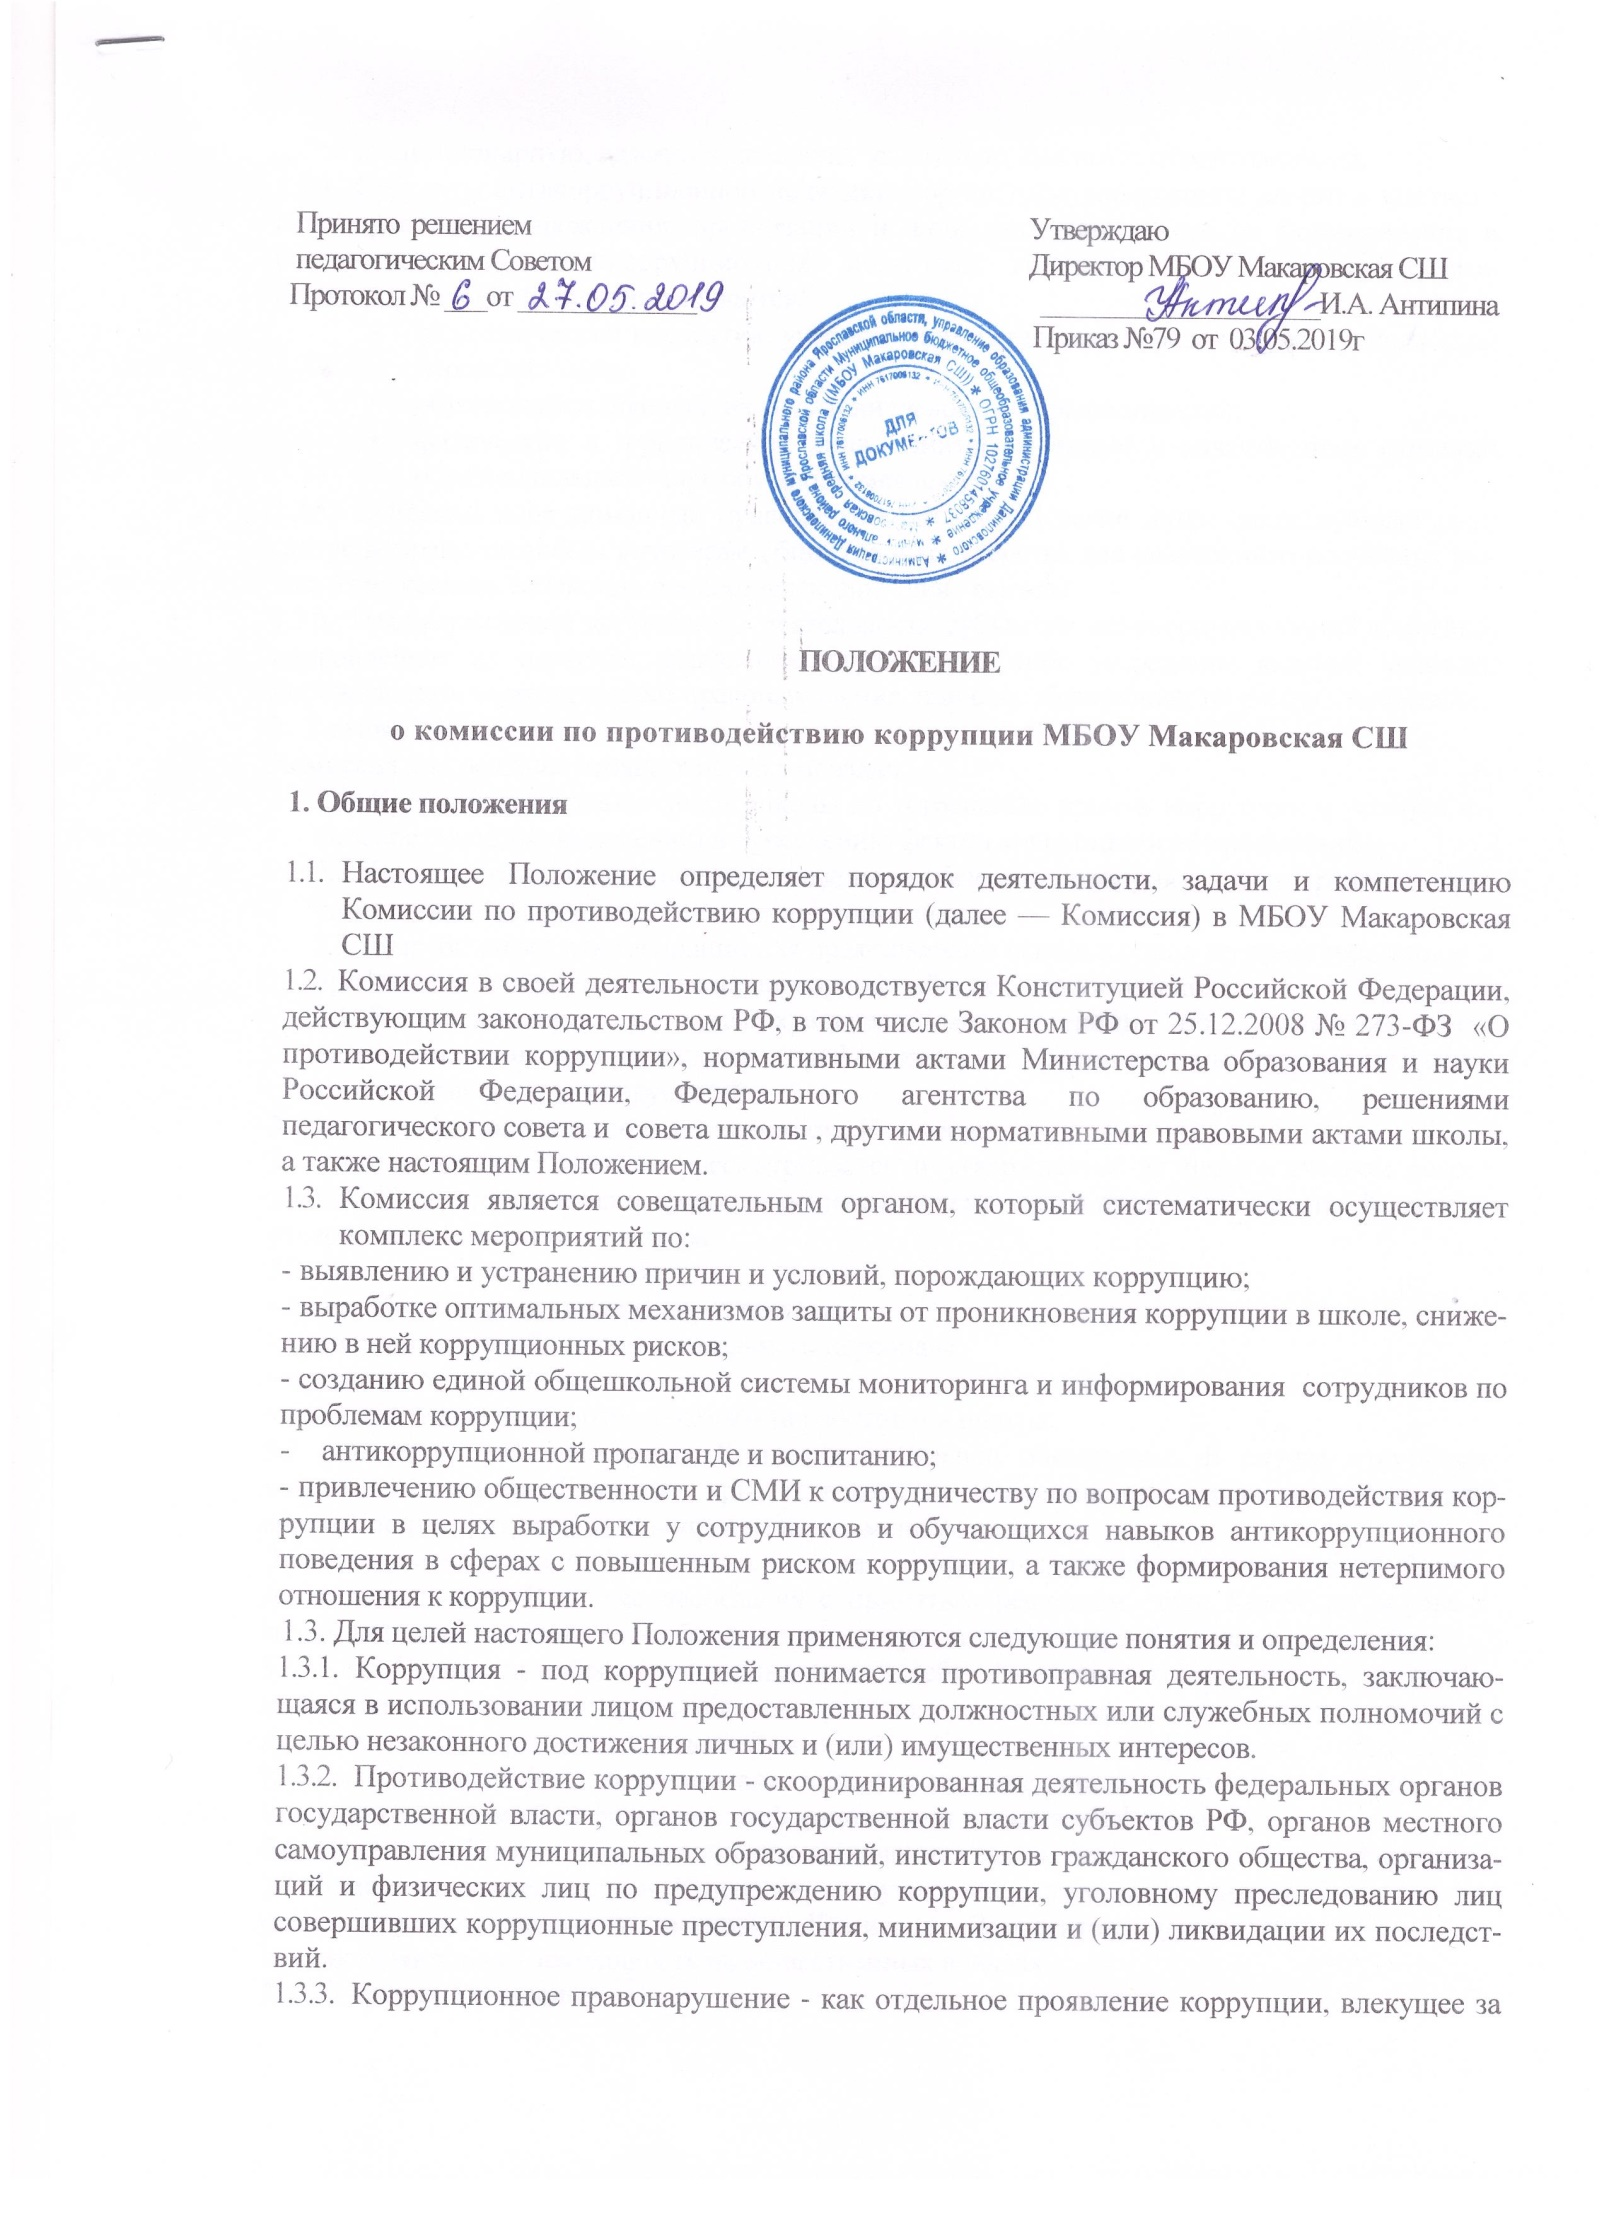 Принято решением
педагогическим Советом
Протокол № 6 от 27.05.2019
Утверждаю
Директор МБОУ Макаровская СШ
И.А. Антипина
Приказ №79 от 03.05.2019г
ДЛЯ
ДОКУМЕНТОВ
ПОЛОЖЕНИЕ
о комиссии по противодействию коррупции МБОУ Макаровская СШ
1. Общие положения
1.1. Настоящее Положение определяет порядок деятельности, задачи и компетенцию
Комиссии по противодействию коррупции (далее — Комиссия) в МБОУ Макаровская
СШ
1.2. Комиссия в своей деятельности руководствуется Конституцией Российской Федерации,
действующим законодательством РФ, в том числе Законом РФ от 25.12.2008 № 273-ФЗ «О
противодействии коррупции», нормативными актами Министерства образования и науки
Российской Федерации, Федерального агентства по образованию, решениями
педагогического совета и совета школы , другими нормативными правовыми актами школы,
а также настоящим Положением.
1.3. Комиссия является совещательным органом, который систематически осуществляет
комплекс мероприятий по:
- выявлению и устранению причин и условий, порождающих коррупцию;
- выработке оптимальных механизмов защиты от проникновения коррупции в школе, сниже-
нию в ней коррупционных рисков;
- созданию единой общешкольной системы мониторинга и информирования сотрудников по
проблемам коррупции;
- антикоррупционной пропаганде и воспитанию;
- привлечению общественности и СМИ к сотрудничеству по вопросам противодействия кор-
рупции в целях выработки у сотрудников и обучающихся навыков антикоррупционного
поведения в сферах с повышенным риском коррупции, а также формирования нетерпимого
отношения к коррупции.
1.3. Для целей настоящего Положения применяются следующие понятия и определения:
1.3.1. Коррупция - под коррупцией понимается противоправная деятельность, заключаю-
щаяся в использовании лицом предоставленных должностных или служебных полномочий с
целью незаконного достижения личных и (или) имущественных интересов.
1.3.2. Противодействие коррупции - скоординированная деятельность федеральных органов
государственной власти, органов государственной власти субъектов РФ, органов местного
самоуправления муниципальных образований, институтов гражданского общества, организа-
ций и физических лиц по предупреждению коррупции, уголовному преследованию лиц
совершивших коррупционные преступления, минимизации и (или) ликвидации их последст-
вий.
1.3.3. Коррупционное правонарушение - как отдельное проявление коррупции, влекущее за